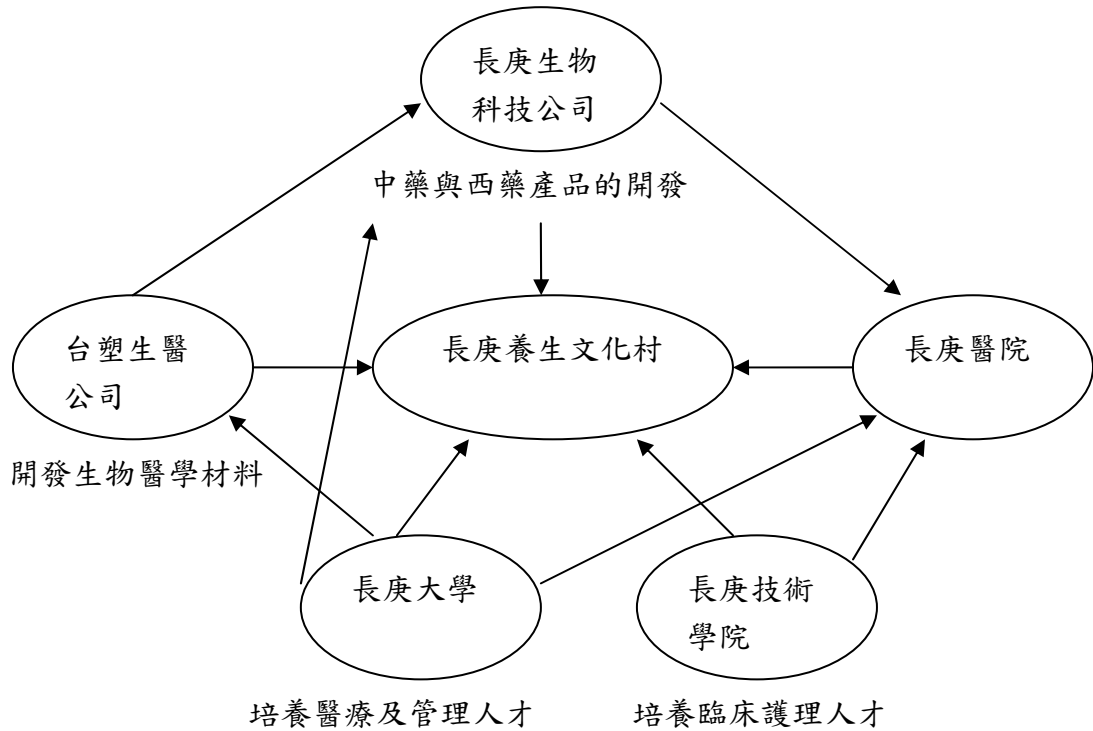 長庚生物
科技公司
中藥與西藥產品的開發
台塑生醫
公司
長庚養生文化村
長庚醫院
開發生物醫學材料
長庚大學
長庚技術
學院
培養醫療及管理人才
培養臨床護理人才